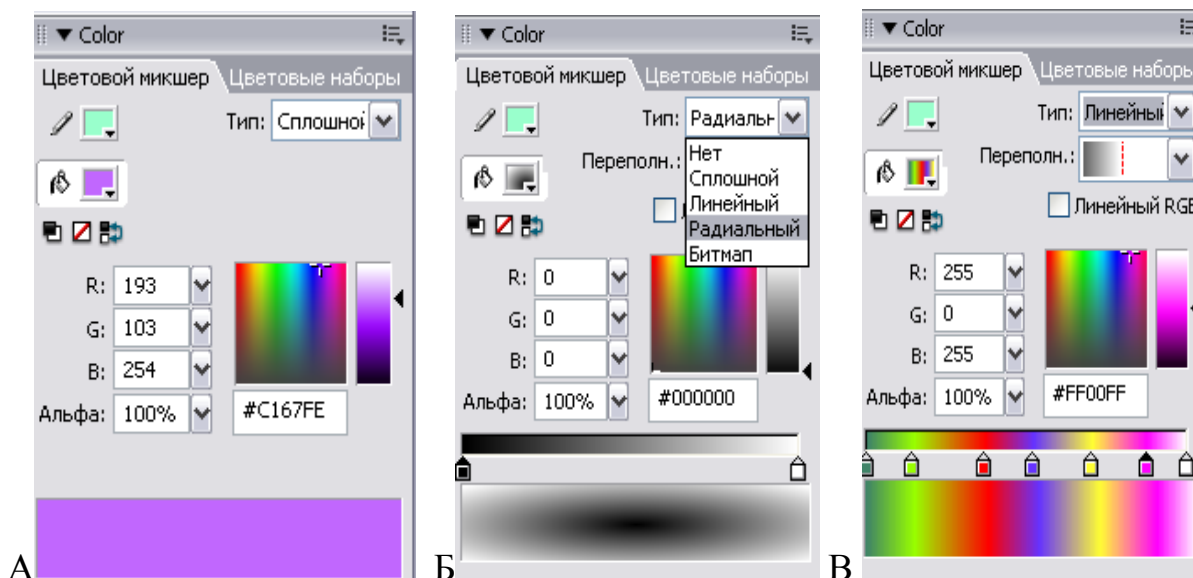 Color
Цветовой микшер Цветовые наборы
Тип: Сплошной
R: 193
G: 103
B: 254
Альфа: 100% #C167FE
А
Color
Цветовой микшер Цветовые наборы
Тип: Радиальн
Переполн.:
Нет
Сплошной
Линейный
Радиальный
Битмап
R: 0
G: 0
B: 0
Альфа: 100% #000000
Б
Color
Цветовой микшер Цветовые наборы
Тип: Линейный
Переполн.:
Линейный RGB
R: 255
G: 0
B: 255
Альфа: 100% #FF00FF
В